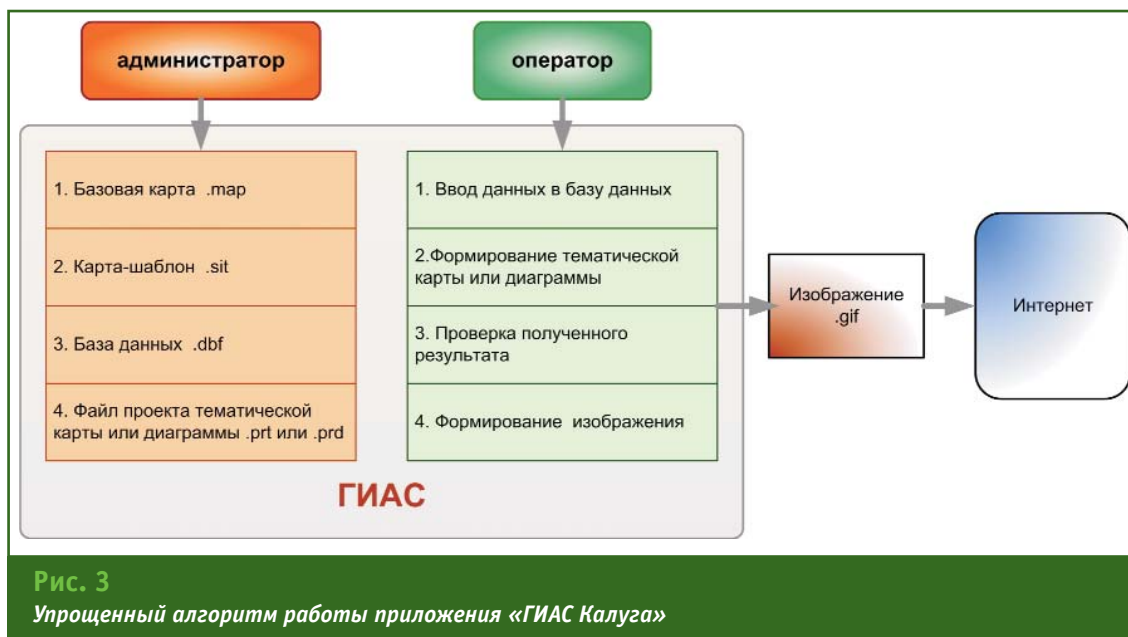 администратор
оператор
1. Базовая карта .map
2. Карта-шаблон .sit
3. База данных .dbf
4. Файл проекта тематической
карты или диаграммы .prt или .prd
1. Ввод данных в базу данных
2.Формирование тематической
карты или диаграммы
3. Проверка полученного
результата
4. Формирование изображения
ГИАС
Изображение
.gif
Интернет
Рис. 3
Упрощенный алгоритм работы приложения «ГИАС Калуга»